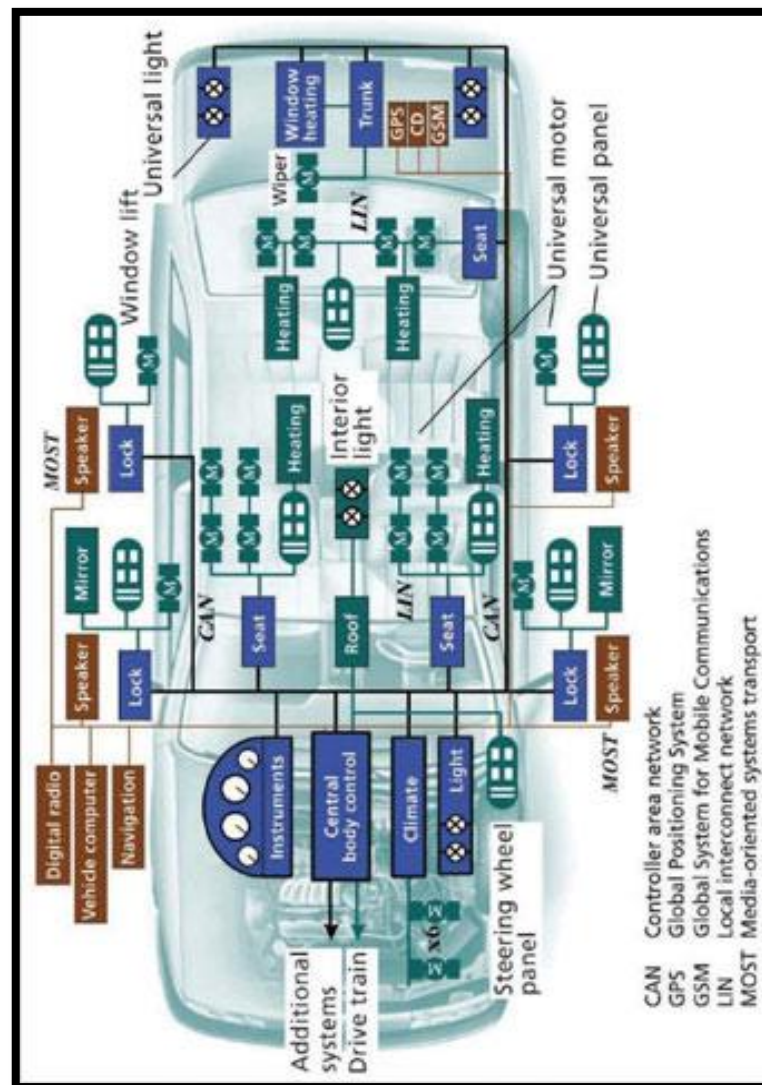 Digital radio
Vehicle computer
Navigation
Speaker
Speaker
MOST
Mirror
Lock
Lock
M
M
Window lift
Universal light
CAN
Instruments
Seat
M
M
M
M
Heating
Additional
systems
Drive train
Central
body control
Roof
Interior
light
Heating
M
M
Wiper
M
Window
heating
Trunk
LIN
Climate
M
x6
M
LIN
Seat
M
M
M
M
Heating
Heating
M
M
GPS
CD
GSM
Light
CAN
Seat
Steering wheel
panel
Lock
M
Mirror
Lock
M
Universal motor
Universal panel
MOST
Speaker
Speaker
CAN Controller area network
GPS Global Positioning System
GSM Global System for Mobile Communications
LIN Local interconnect network
MOST Media-oriented systems transport